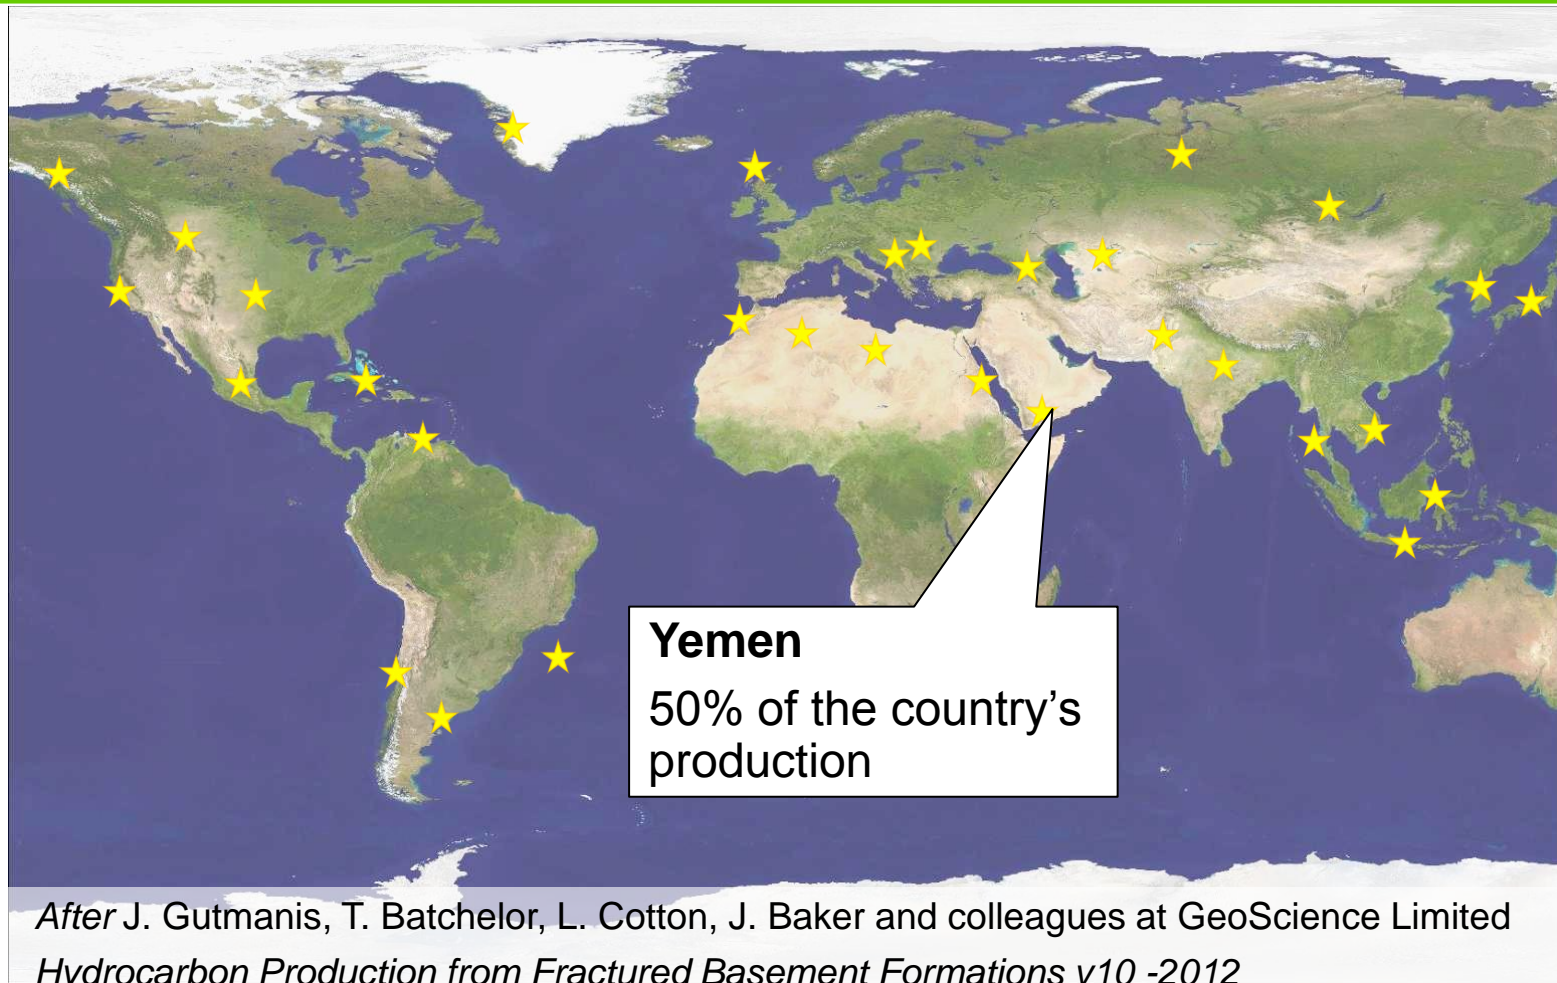 Yemen
50% of the country’s
production
After J. Gutmanis, T. Batchelor, L. Cotton, J. Baker and colleagues at GeoScience Limited
Hydrocarbon Production from Fractured Basement Formations v10 -2012